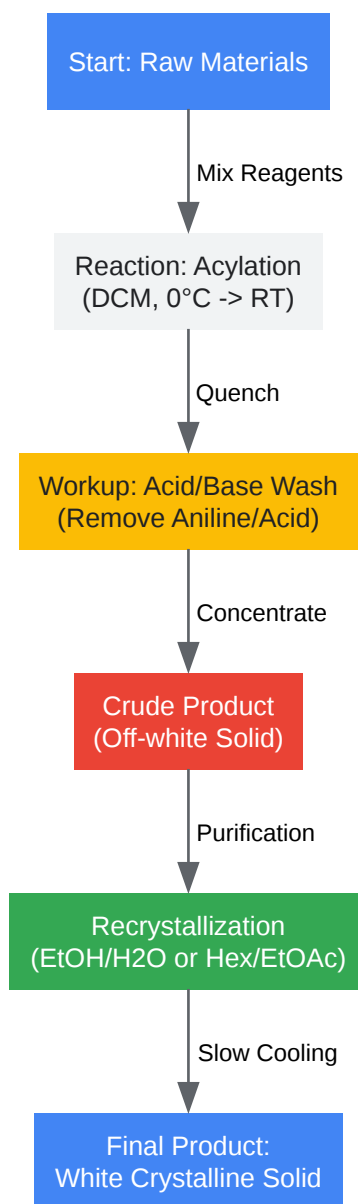 Start: Raw Materials
Mix Reagents
Reaction: Acylation
(DCM, 0°C -> RT)
Quench
Workup: Acid/Base Wash
(Remove Aniline/Acid)
Concentrate
Crude Product
(Off-white Solid)
Purification
Recrystallization
(EtOH/H2O or Hex/EtOAc)
Slow Cooling
Final Product:
White Crystalline Solid